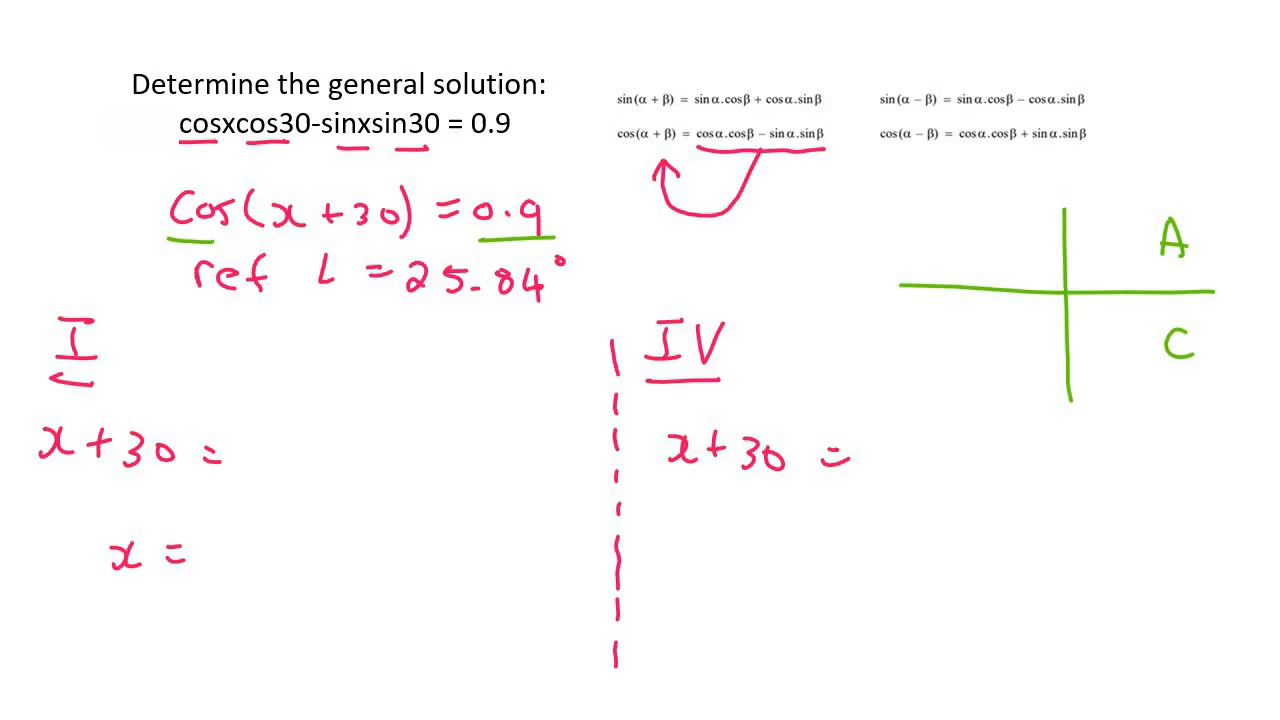 Determine the general solution:
cosxcos30-sinxsin30 = 0.9
sin(α + β) = sinα.cosβ + cosα.sinβ
sin(α − β) = sinα.cosβ − cosα.sinβ
cos(α + β) = cosα.cosβ − sinα.sinβ
cos(α − β) = cosα.cosβ + sinα.sinβ
Cos(x + 30) = 0.9
ref L = 25.84°
A
C
I
IV
x + 30 =
x + 30 =
x =